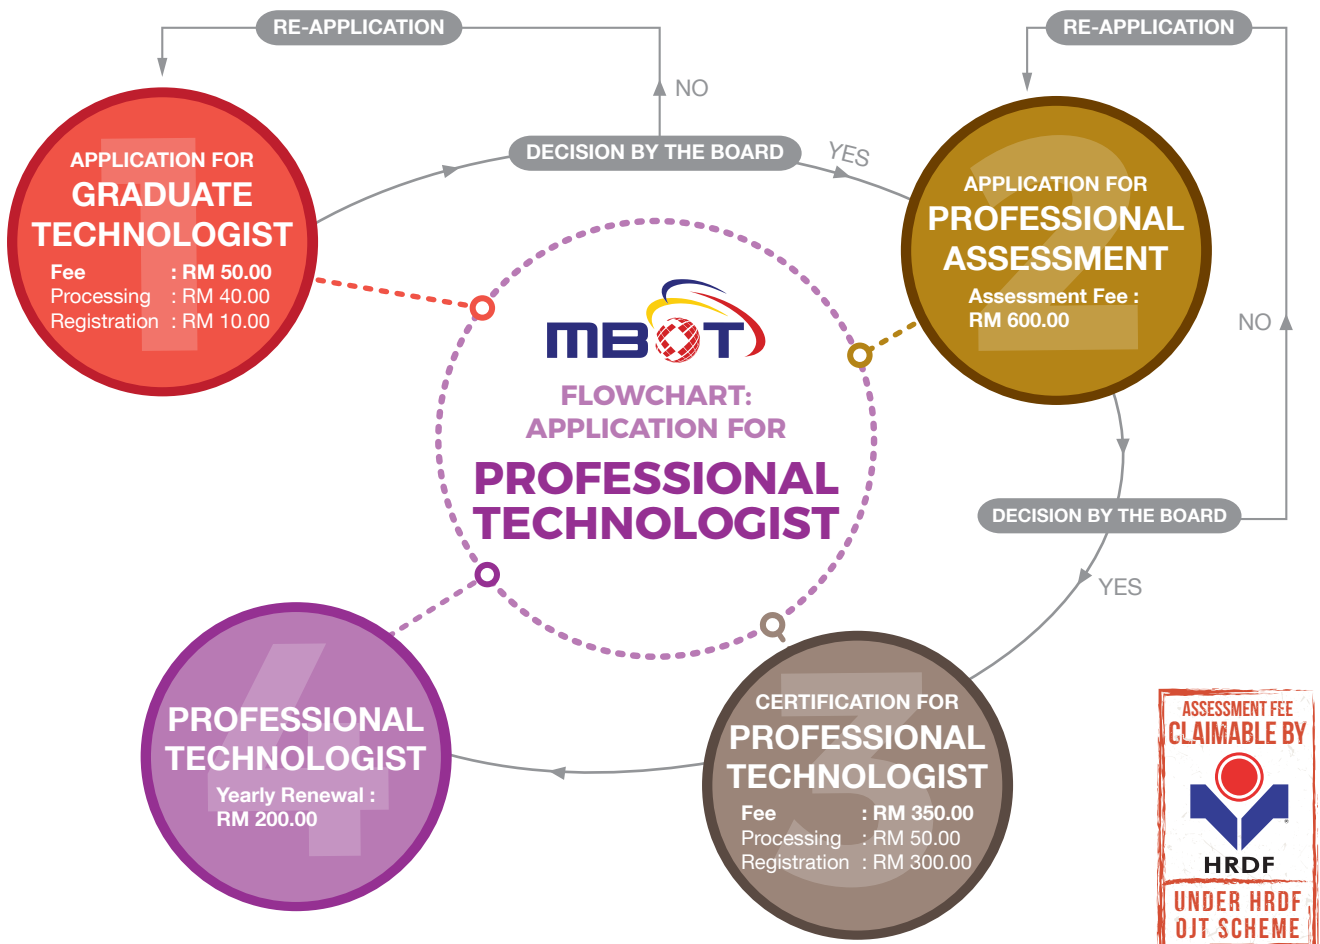 RE-APPLICATION
RE-APPLICATION
NO
DECISION BY THE BOARD
YES
1
APPLICATION FOR
GRADUATE
TECHNOLOGIST
Fee : RM 50.00
Processing : RM 40.00
Registration : RM 10.00
2
APPLICATION FOR
PROFESSIONAL
ASSESSMENT
Assessment Fee :
RM 600.00
NO
MBOT
FLOWCHART:
APPLICATION FOR
PROFESSIONAL
TECHNOLOGIST
DECISION BY THE BOARD
YES
3
CERTIFICATION FOR
PROFESSIONAL
TECHNOLOGIST
Fee : RM 350.00
Processing : RM 50.00
Registration : RM 300.00
4
PROFESSIONAL
TECHNOLOGIST
Yearly Renewal :
RM 200.00
ASSESSMENT FEE
CLAIMABLE BY
HRDF
UNDER HRDF
OJT SCHEME